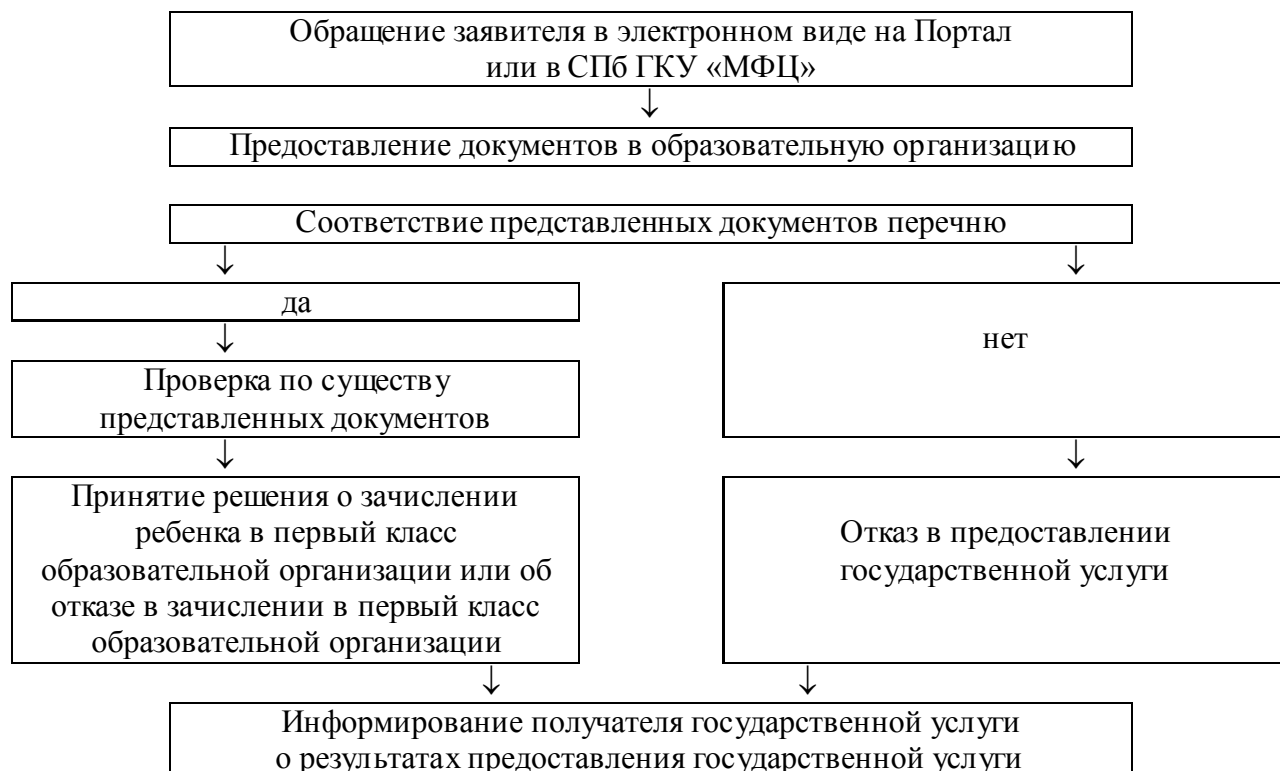 Обращение заявителя в электронном виде на Портал
или в СПб ГКУ «МФЦ»
Предоставление документов в образовательную организацию
Соответствие представленных документов перечню
да
нет
Проверка по существу
представленных документов
Принятие решения о зачислении
ребенка в первый класс
образовательной организации или об
отказе в зачислении в первый класс
образовательной организации
Отказ в предоставлении
государственной услуги
Информирование получателя государственной услуги
о результатах предоставления государственной услуги